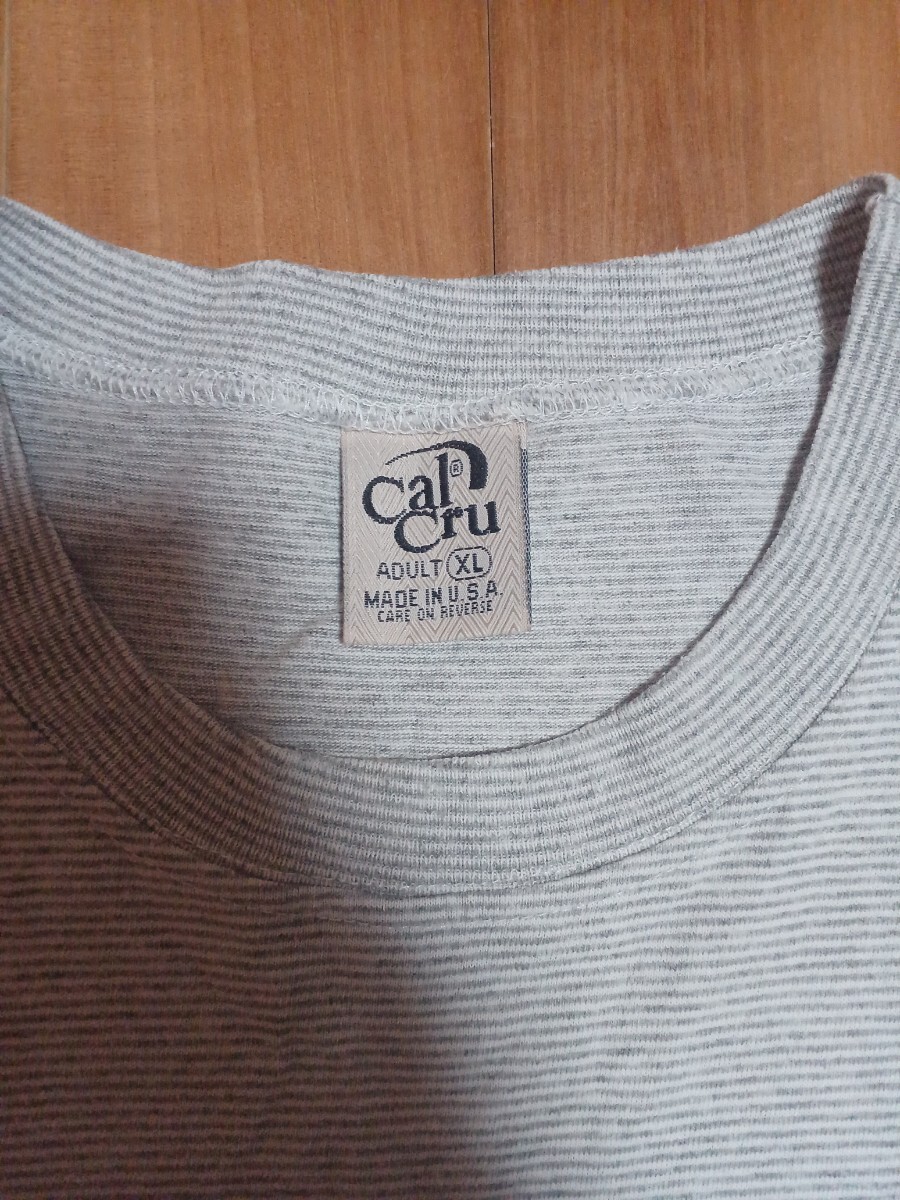 Cal®
Cru
ADULT XL
MADE IN U.S.A.
CARE ON REVERSE